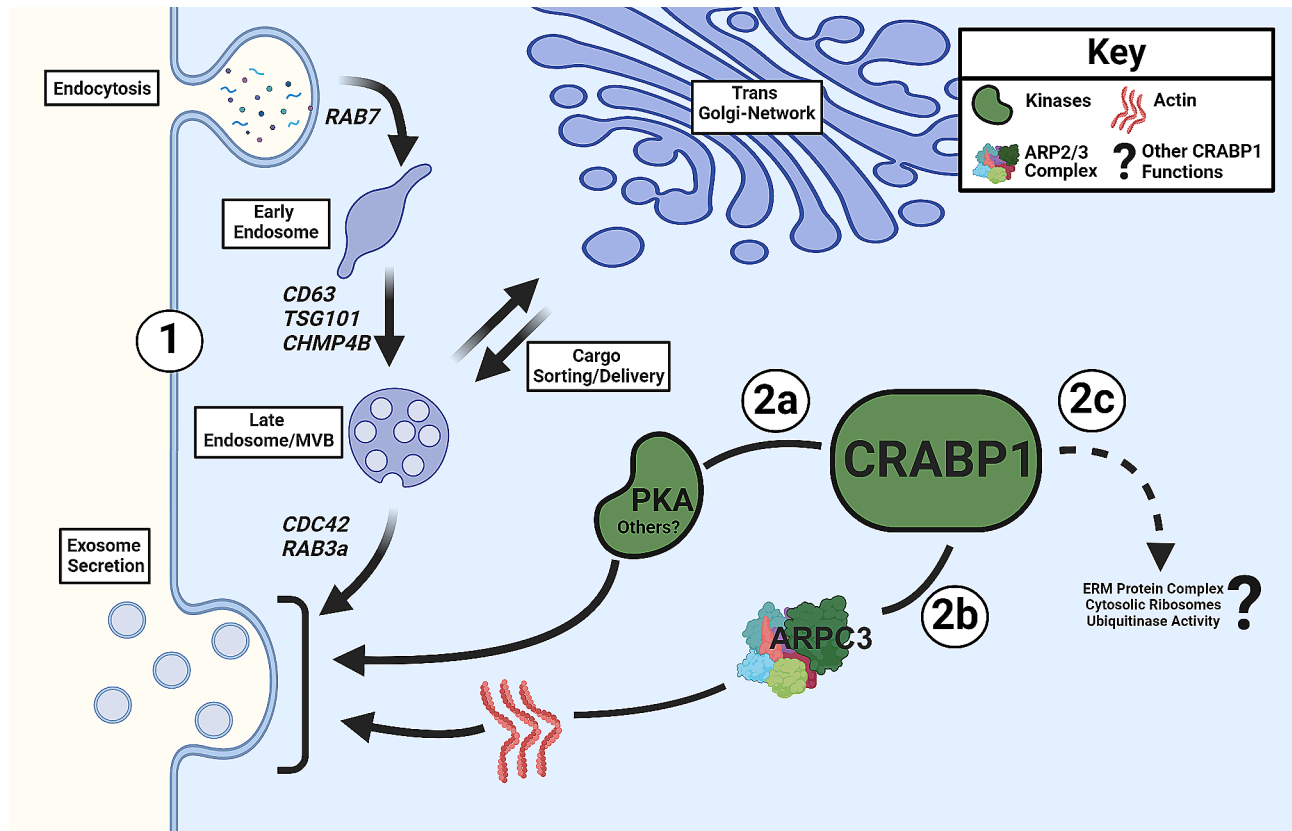 Endocytosis
RAB7
Trans
Golgi-Network
Key
Kinases
Actin
ARP2/3
Complex
?
Other CRABP1
Functions
Early
Endosome
CD63
TSG101
CHMP4B
1
Cargo
Sorting/Delivery
Late
Endosome/MVB
2a
CRABP1
2c
PKA
Others?
CDC42
RAB3a
Exosome
Secretion
ERM Protein Complex
Cytosolic Ribosomes
Ubiquitinase Activity
?
2b
ARPC3